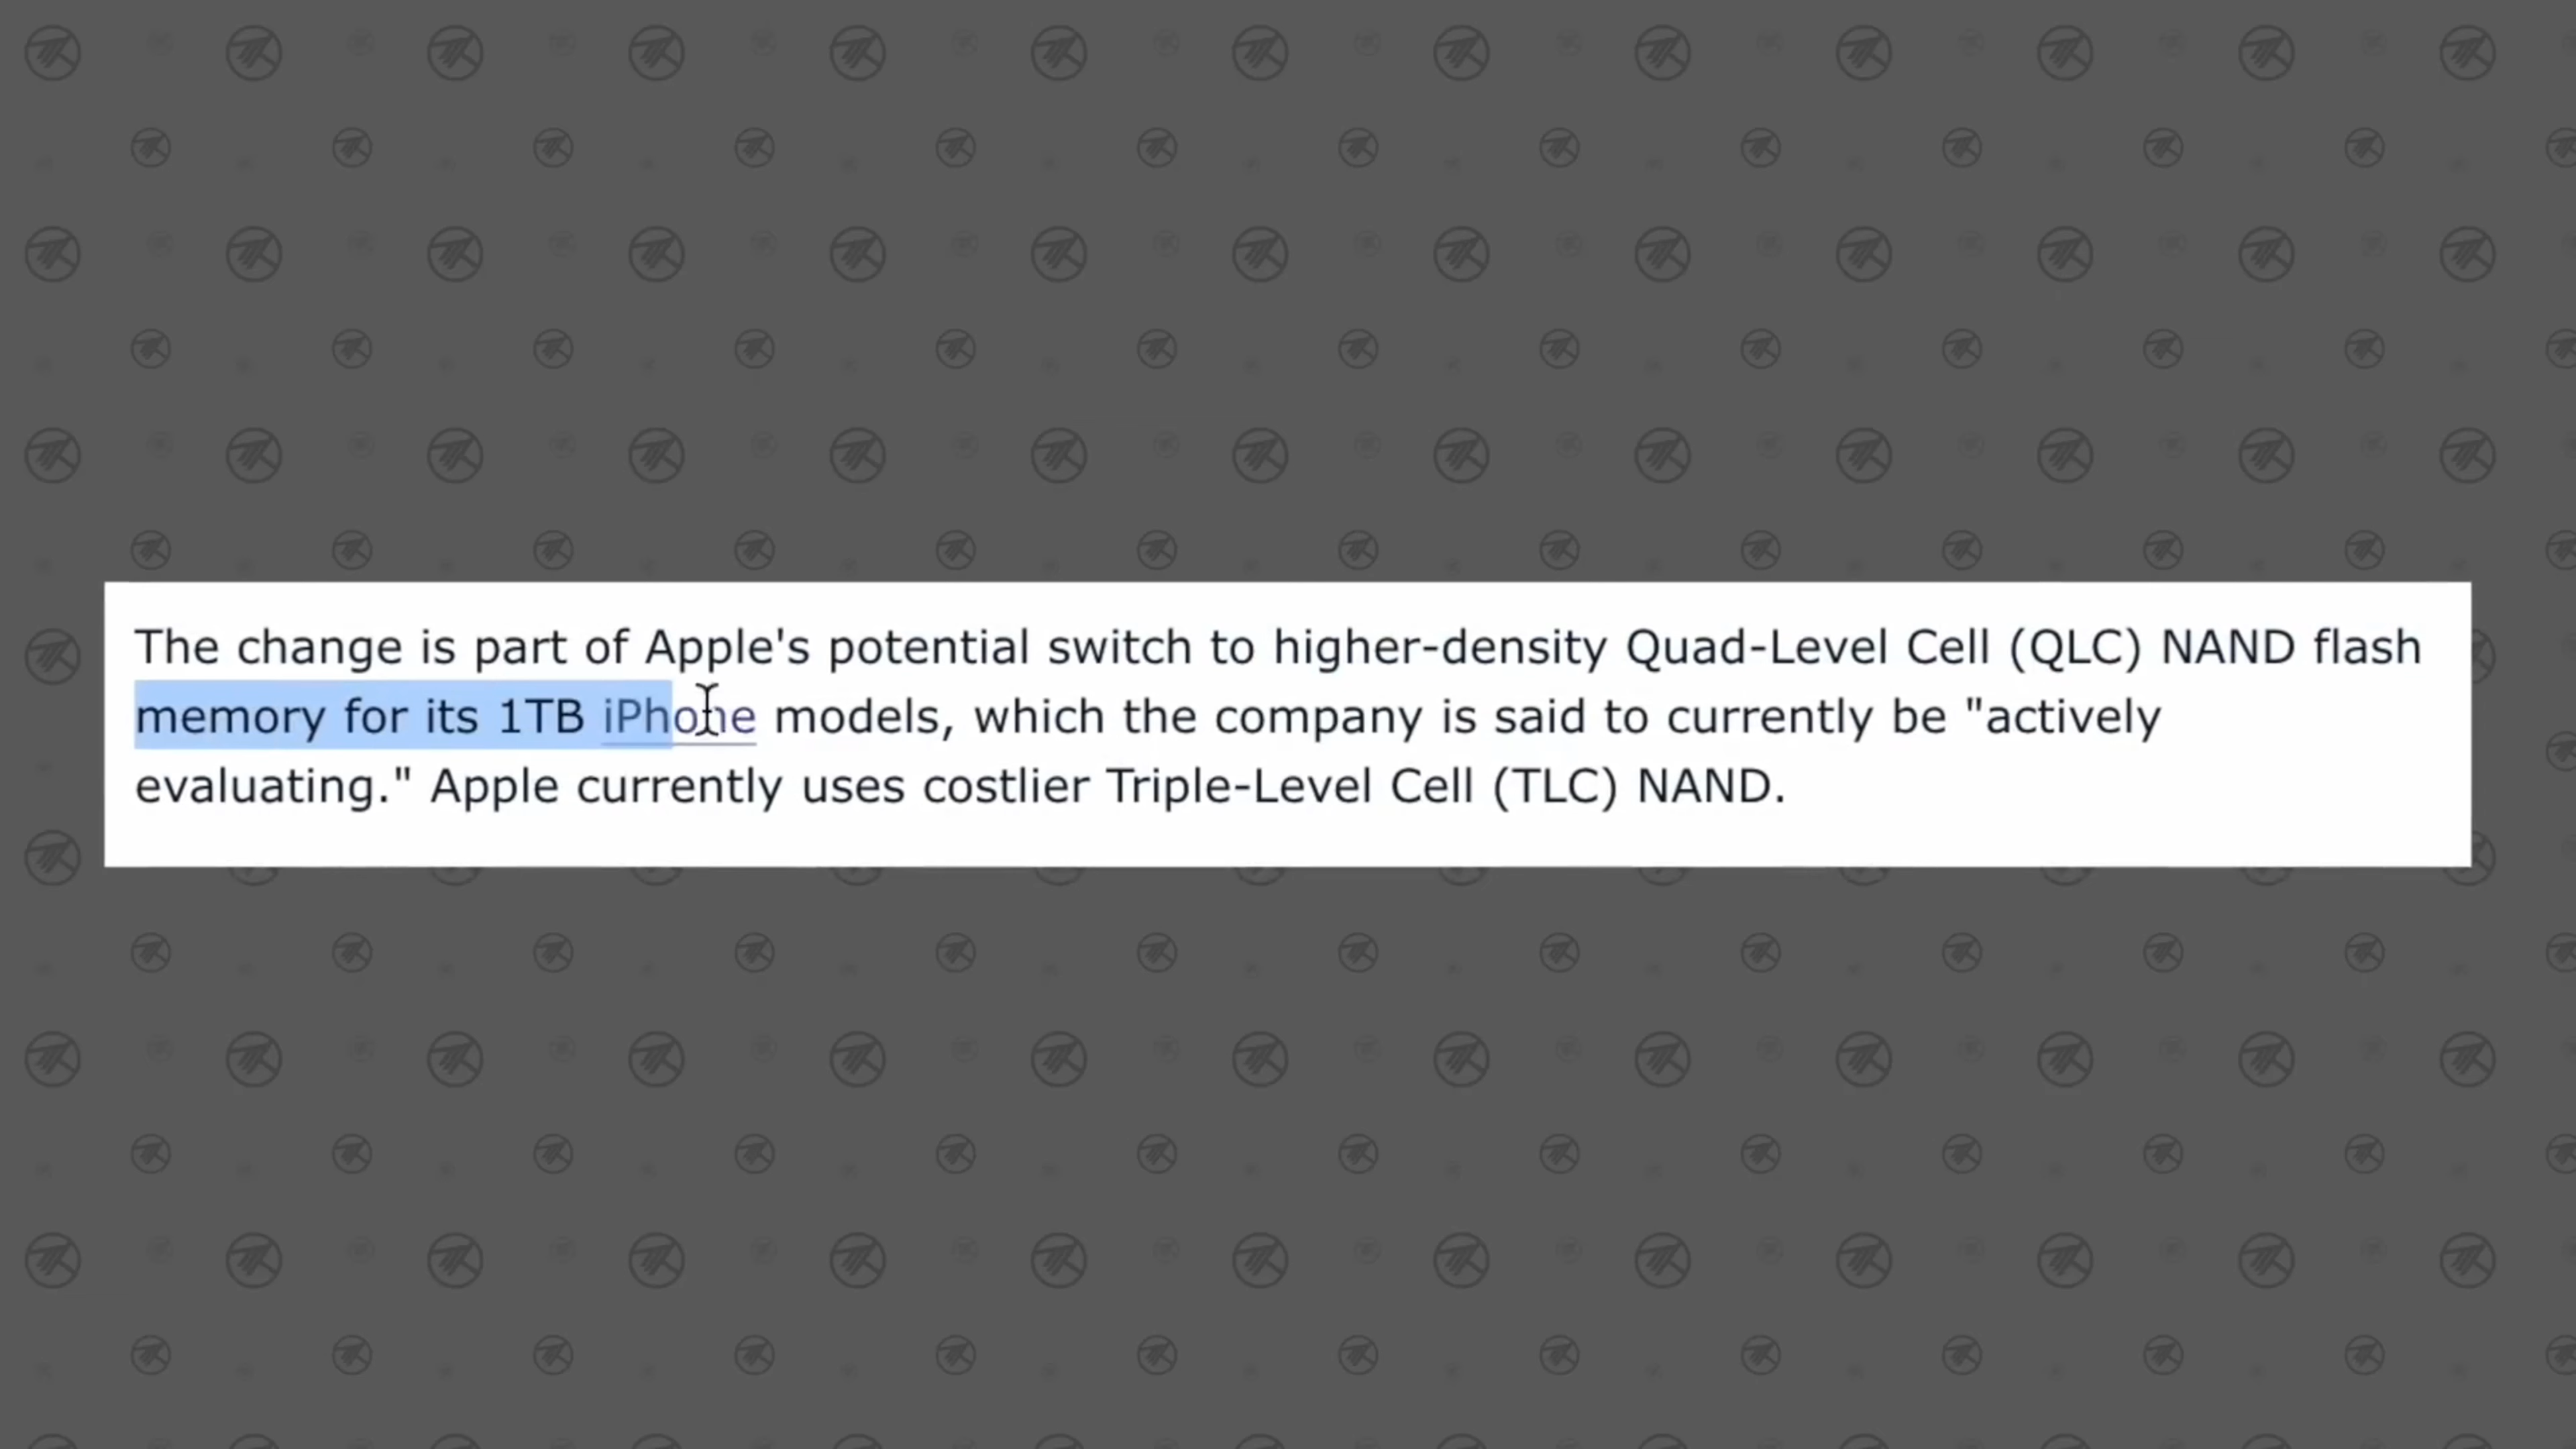 The change is part of Apple's potential switch to higher-density Quad-Level Cell (QLC) NAND flash
memory for its 1TB iPhone models, which the company is said to currently be "actively
evaluating." Apple currently uses costlier Triple-Level Cell (TLC) NAND.